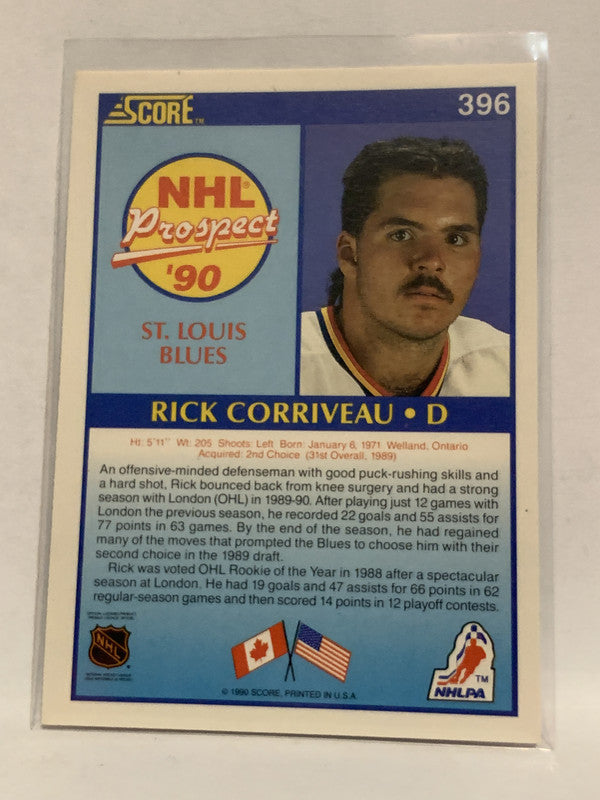 SCORE™ 396
NHL®
Prospect
'90
ST. LOUIS
BLUES
RICK CORRIVEAU • D
Ht: 5'11" Wt: 205 Shoots: Left Born: January 6, 1971 Welland, Ontario
Acquired: 2nd Choice (31st Overall, 1989)
An offensive-minded defenseman with good puck-rushing skills and
a hard shot, Rick bounced back from knee surgery and had a strong
season with London (OHL) in 1989-90. After playing just 12 games with
London the previous season, he recorded 22 goals and 55 assists for
77 points in 63 games. By the end of the season, he had regained
many of the moves that prompted the Blues to choose him with their
second choice in the 1989 draft.
Rick was voted OHL Rookie of the Year in 1988 after a spectacular
season at London. He had 19 goals and 47 assists for 66 points in 62
regular-season games and then scored 14 points in 12 playoff contests.
NHL
NHLPA
™
© 1990 SCORE, PRINTED IN U.S.A.